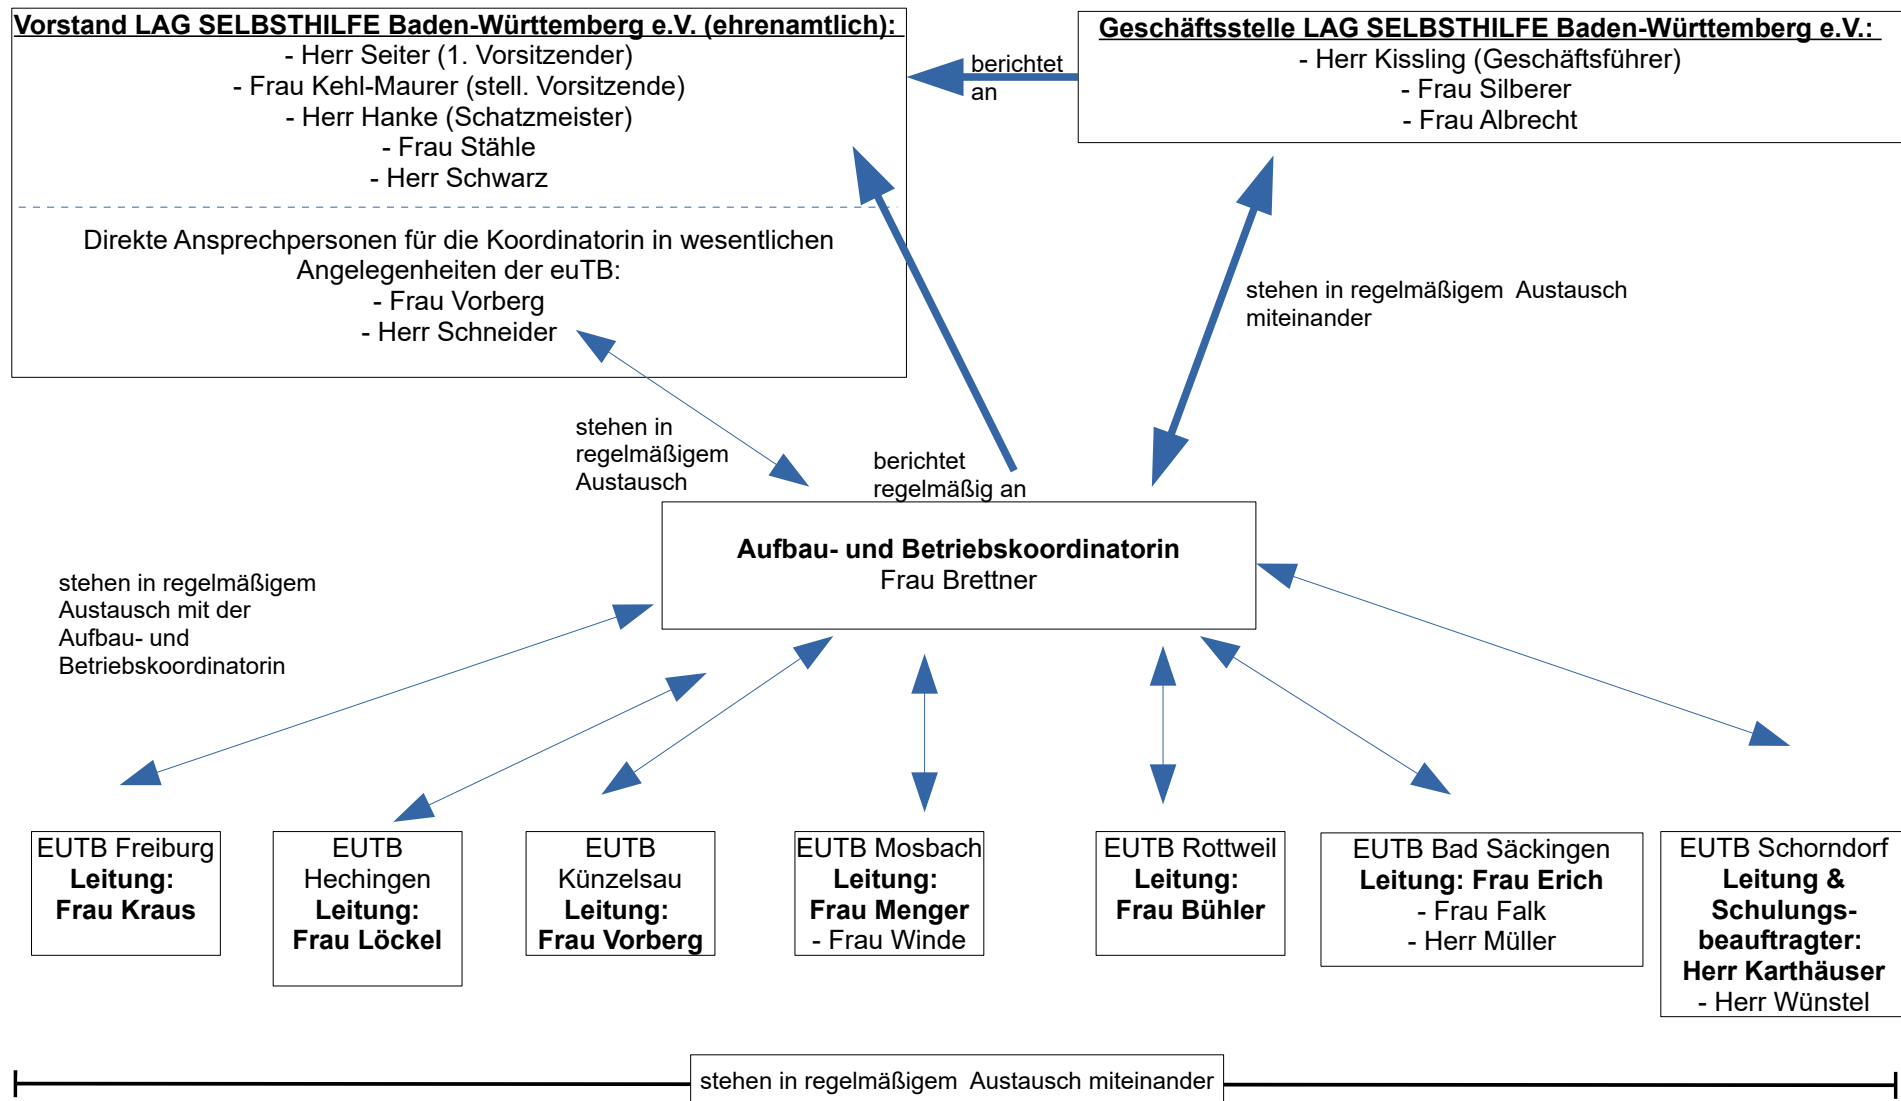 Vorstand LAG SELBSTHILFE Baden-Württemberg e.V. (ehrenamtlich):
- Herr Seiter (1. Vorsitzender)
- Frau Kehl-Maurer (stell. Vorsitzende)
- Herr Hanke (Schatzmeister)
- Frau Stähle
- Herr Schwarz
Direkte Ansprechpersonen für die Koordinatorin in wesentlichen
Angelegenheiten der euTB:
- Frau Vorberg
- Herr Schneider
berichtet
an
Geschäftsstelle LAG SELBSTHILFE Baden-Württemberg e.V.:
- Herr Kissling (Geschäftsführer)
- Frau Silberer
- Frau Albrecht
stehen in regelmäßigem Austausch
miteinander
stehen in
regelmäßigem
Austausch
berichtet
regelmäßig an
Aufbau- und Betriebskoordinatorin
Frau Brettner
stehen in regelmäßigem
Austausch mit der
Aufbau- und
Betriebskoordinatorin
EUTB Freiburg
Leitung:
Frau Kraus
EUTB
Hechingen
Leitung:
Frau Löckel
EUTB
Künzelsau
Leitung:
Frau Vorberg
EUTB Mosbach
Leitung:
Frau Menger
- Frau Winde
EUTB Rottweil
Leitung:
Frau Bühler
EUTB Bad Säckingen
Leitung: Frau Erich
- Frau Falk
- Herr Müller
EUTB Schorndorf
Leitung &
Schulungs-
beauftragter:
Herr Karthäuser
- Herr Wünstel
stehen in regelmäßigem Austausch miteinander